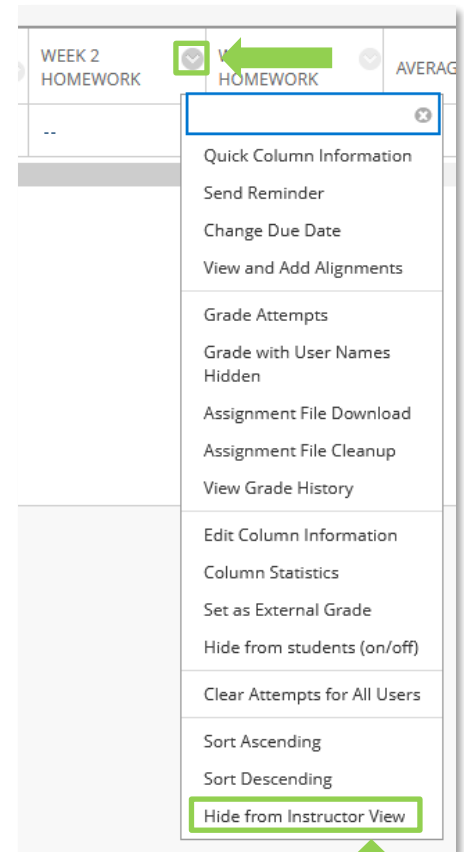 WEEK 2
HOMEWORK
HOMEWORK
AVERAG
--
Quick Column Information
Send Reminder
Change Due Date
View and Add Alignments
Grade Attempts
Grade with User Names
Hidden
Assignment File Download
Assignment File Cleanup
View Grade History
Edit Column Information
Column Statistics
Set as External Grade
Hide from students (on/off)
Clear Attempts for All Users
Sort Ascending
Sort Descending
Hide from Instructor View